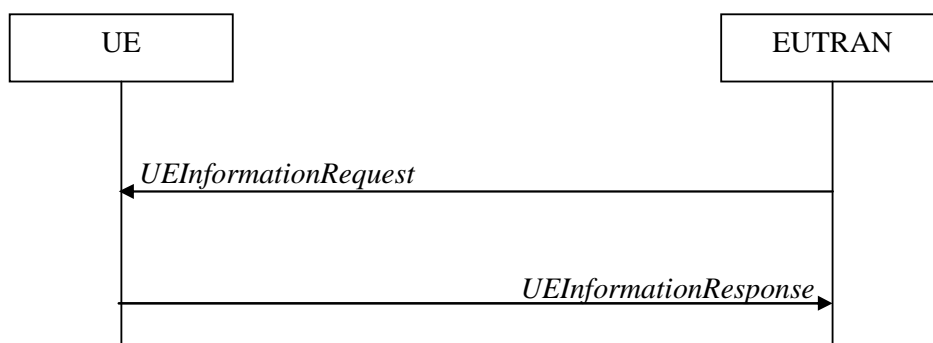 UE
EUTRAN
UEInformationRequest
UEInformationResponse